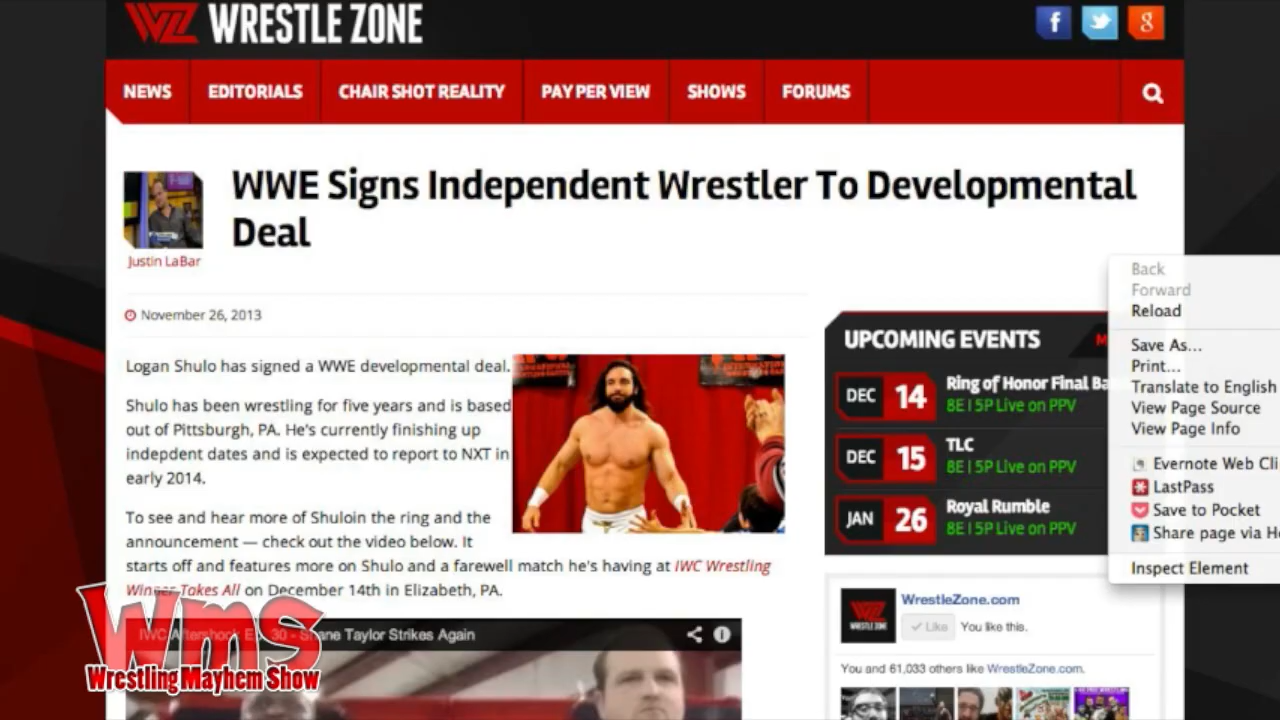 WZ WRESTLE ZONE
NEWS EDITORIALS CHAIR SHOT REALITY PAY PER VIEW SHOWS FORUMS
WWE Signs Independent Wrestler To Developmental
Deal
Justin LaBar
November 26, 2013
Logan Shulo has signed a WWE developmental deal.
Shulo has been wrestling for five years and is based
out of Pittsburgh, PA. He's currently finishing up
indepdent dates and is expected to report to NXT in
early 2014.
To see and hear more of Shuloin the ring and the
announcement — check out the video below. It
starts off and features more on Shulo and a farewell match he's having at IWC Wrestling
Winner Takes All on December 14th in Elizabeth, PA.
IWC Aftershock Ep. 30 - Shane Taylor Strikes Again
wms
Wrestling Mayhem Show
UPCOMING EVENTS M
DEC 14 Ring of Honor Final Ba
8E | 5P Live on PPV
DEC 15 TLC
8E | 5P Live on PPV
JAN 26 Royal Rumble
8E | 5P Live on PPV
WrestleZone.com
Like You like this.
You and 61,033 others like WrestleZone.com.
Back
Forward
Reload
Save As...
Print...
Translate to English
View Page Source
View Page Info
Evernote Web Cli
LastPass
Save to Pocket
Share page via Ho
Inspect Element